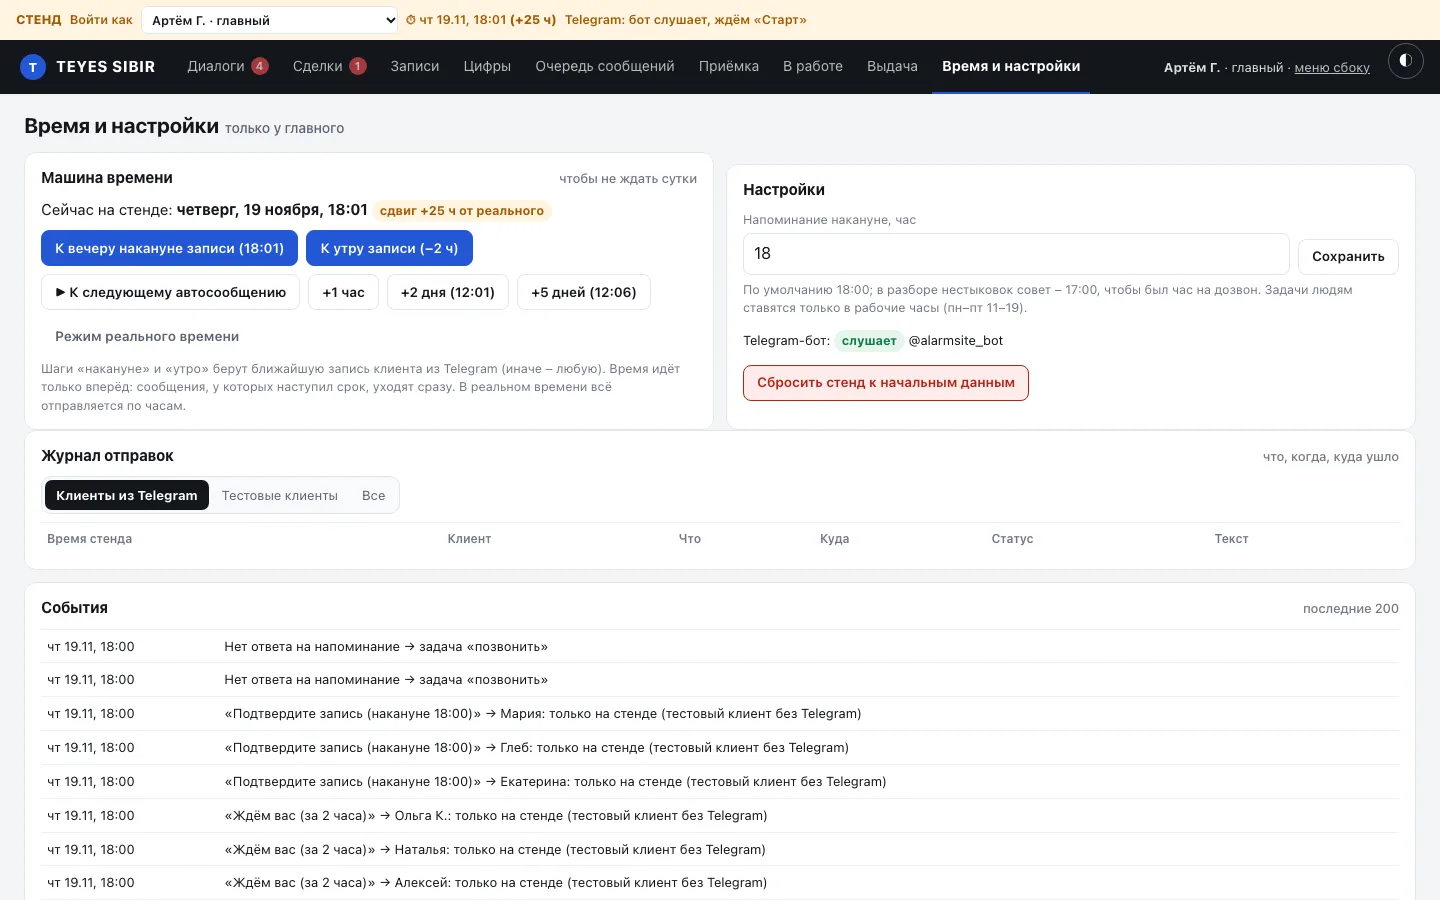 СТЕНД Войти как Артём Г. · главный ⏱ чт 19.11, 18:01 (+25 ч) Telegram: бот слушает, ждём «Старт»
T TEYES SIBIR Диалоги 4 Сделки 1 Записи Цифры Очередь сообщений Приёмка В работе Выдача Время и настройки Артём Г. · главный · меню сбоку
Время и настройки только у главного
Машина времени чтобы не ждать сутки
Сейчас на стенде: четверг, 19 ноября, 18:01 сдвиг +25 ч от реального
К вечеру накануне записи (18:01) К утру записи (−2 ч)
▶ К следующему автосообщению +1 час +2 дня (12:01) +5 дней (12:06)
Режим реального времени
Шаги «накануне» и «утро» берут ближайшую запись клиента из Telegram (иначе – любую). Время идёт
только вперёд: сообщения, у которых наступил срок, уходят сразу. В реальном времени всё
отправляется по часам.
Настройки
Напоминание накануне, час
18 Сохранить
По умолчанию 18:00; в разборе нестыковок совет – 17:00, чтобы был час на дозвон. Задачи людям
ставятся только в рабочие часы (пн–пт 11–19).
Telegram-бот: слушает @alarmsite_bot
Сбросить стенд к начальным данным
Журнал отправок что, когда, куда ушло
Клиенты из Telegram Тестовые клиенты Все
Время стенда Клиент Что Куда Статус Текст
События последние 200
чт 19.11, 18:00 Нет ответа на напоминание → задача «позвонить»
чт 19.11, 18:00 Нет ответа на напоминание → задача «позвонить»
чт 19.11, 18:00 «Подтвердите запись (накануне 18:00)» → Мария: только на стенде (тестовый клиент без Telegram)
чт 19.11, 18:00 «Подтвердите запись (накануне 18:00)» → Глеб: только на стенде (тестовый клиент без Telegram)
чт 19.11, 18:00 «Подтвердите запись (накануне 18:00)» → Екатерина: только на стенде (тестовый клиент без Telegram)
чт 19.11, 18:00 «Ждём вас (за 2 часа)» → Ольга К.: только на стенде (тестовый клиент без Telegram)
чт 19.11, 18:00 «Ждём вас (за 2 часа)» → Наталья: только на стенде (тестовый клиент без Telegram)
чт 19.11, 18:00 «Ждём вас (за 2 часа)» → Алексей: только на стенде (тестовый клиент без Telegram)